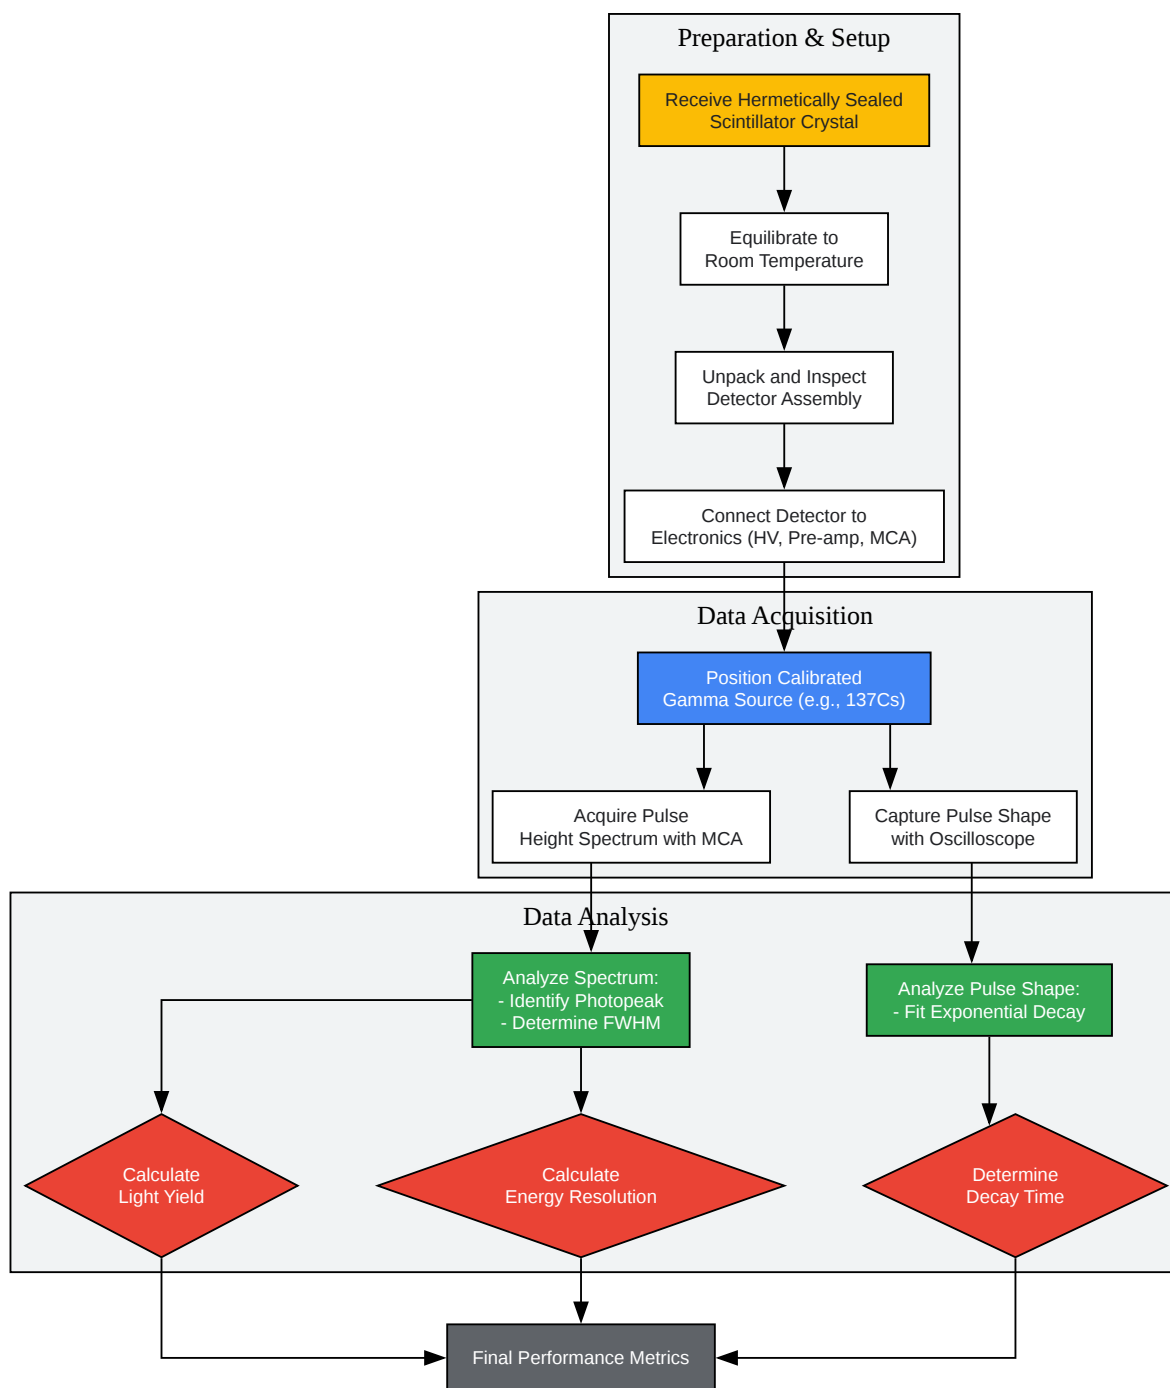 Preparation & Setup
Receive Hermetically Sealed
Scintillator Crystal
Equilibrate to
Room Temperature
Unpack and Inspect
Detector Assembly
Connect Detector to
Electronics (HV, Pre-amp, MCA)
Data Acquisition
Position Calibrated
Gamma Source (e.g., 137Cs)
Acquire Pulse
Height Spectrum with MCA
Capture Pulse Shape
with Oscilloscope
Data Analysis
Analyze Spectrum:
- Identify Photopeak
- Determine FWHM
Analyze Pulse Shape:
- Fit Exponential Decay
Calculate
Light Yield
Calculate
Energy Resolution
Determine
Decay Time
Final Performance Metrics